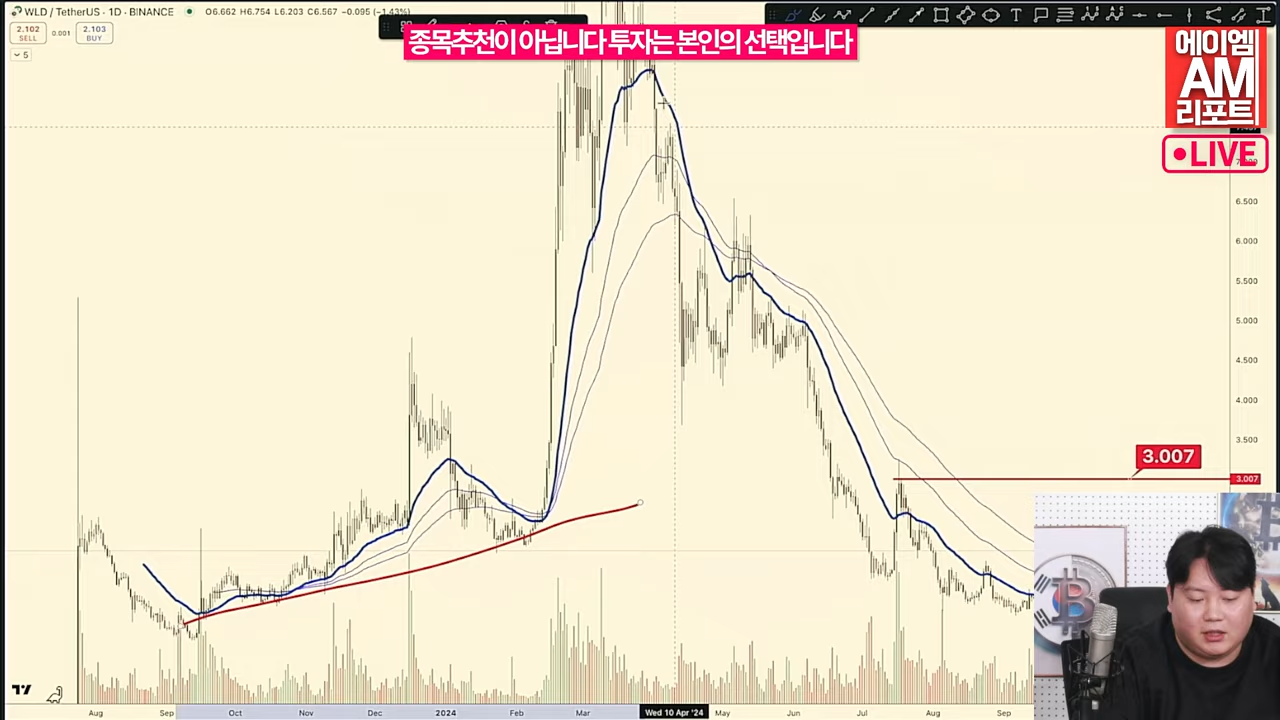 WLD / TetherUS · 1D · BINANCE O6.662 H6.754 L6.203 C6.567 −0.095 (−1.43%)
2.102 SELL 0.001 2.103 BUY
5
종목추천이 아닙니다 투자는 본인의 선택입니다
에이엠
AM
리포트
LIVE
6.500
6.000
5.500
5.000
4.500
4.000
3.500
3.007
3.007
Aug Sep Oct Nov Dec 2024 Feb Mar Wed 10 Apr '24 May Jun Jul Aug Sep